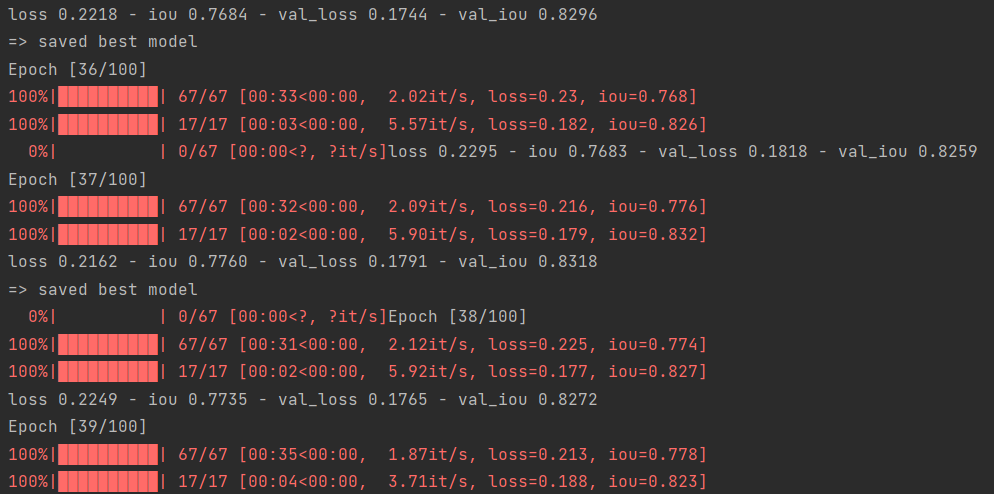 loss 0.2218 - iou 0.7684 - val_loss 0.1744 - val_iou 0.8296
=> saved best model
Epoch [36/100]
100%|██████████| 67/67 [00:33<00:00,  2.02it/s, loss=0.23, iou=0.768]
100%|██████████| 17/17 [00:03<00:00,  5.57it/s, loss=0.182, iou=0.826]
  0%|          | 0/67 [00:00<?, ?it/s]loss 0.2295 - iou 0.7683 - val_loss 0.1818 - val_iou 0.8259
Epoch [37/100]
100%|██████████| 67/67 [00:32<00:00,  2.09it/s, loss=0.216, iou=0.776]
100%|██████████| 17/17 [00:02<00:00,  5.90it/s, loss=0.179, iou=0.832]
loss 0.2162 - iou 0.7760 - val_loss 0.1791 - val_iou 0.8318
=> saved best model
  0%|          | 0/67 [00:00<?, ?it/s]Epoch [38/100]
100%|██████████| 67/67 [00:31<00:00,  2.12it/s, loss=0.225, iou=0.774]
100%|██████████| 17/17 [00:02<00:00,  5.92it/s, loss=0.177, iou=0.827]
loss 0.2249 - iou 0.7735 - val_loss 0.1765 - val_iou 0.8272
Epoch [39/100]
100%|██████████| 67/67 [00:35<00:00,  1.87it/s, loss=0.213, iou=0.778]
100%|██████████| 17/17 [00:04<00:00,  3.71it/s, loss=0.188, iou=0.823]